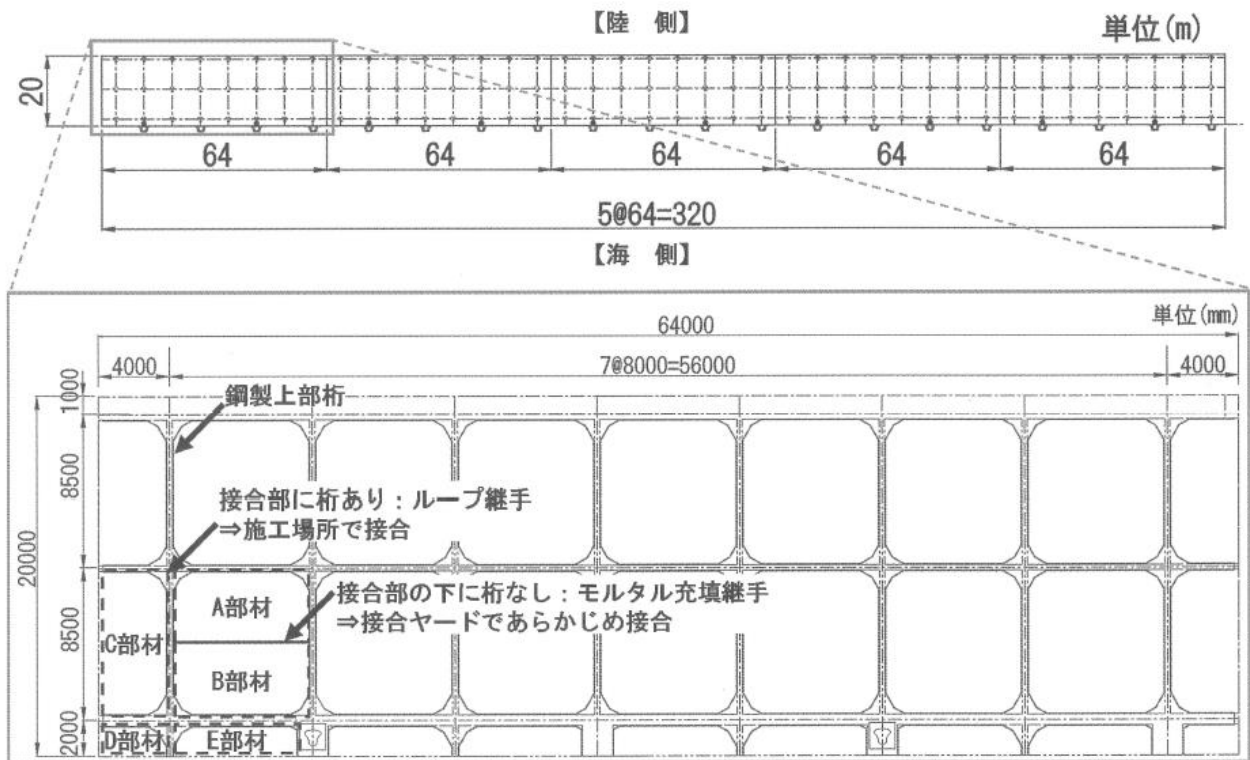 【陸 側】
単位(m)
20
64
64
64
64
64
5@64=320
【海 側】
単位(mm)
64000
4000
7@8000=56000
4000
1000
鋼製上部桁
8500
接合部に桁あり:ループ継手
⇒施工場所で接合
20000
A部材
接合部の下に桁なし:モルタル充填継手
⇒接合ヤードであらかじめ接合
8500
C部材
B部材
2000
D部材
E部材